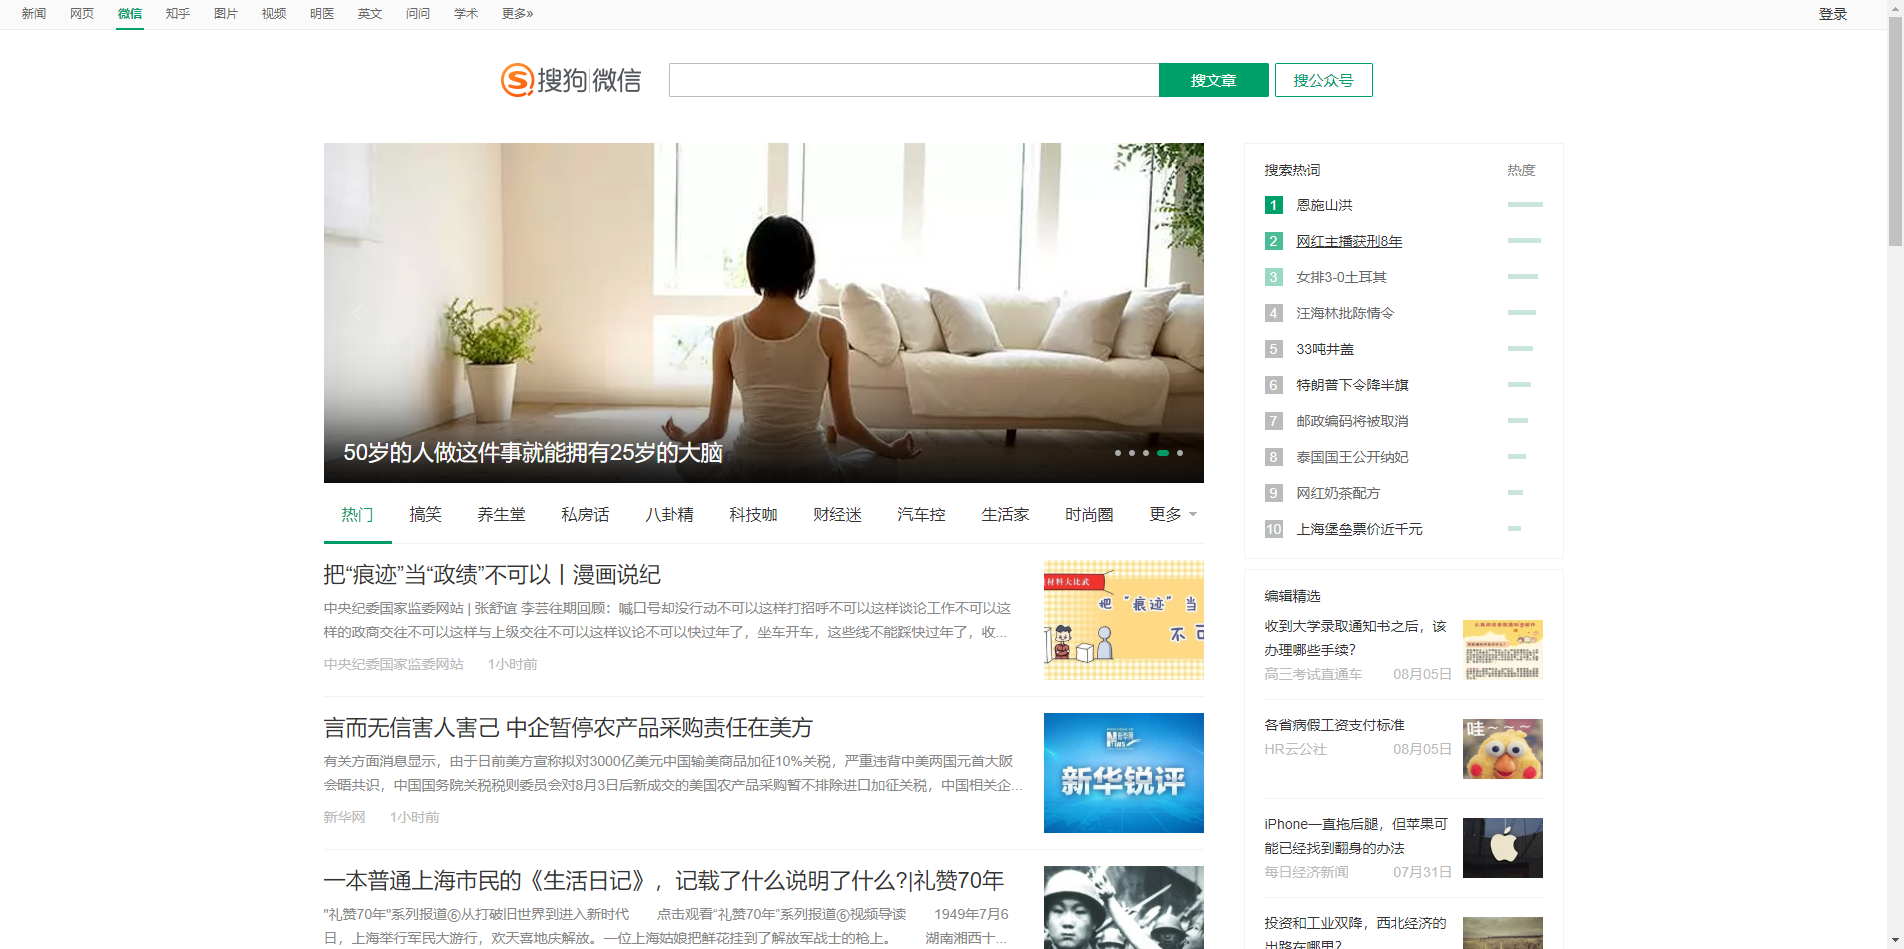 新闻 网页 微信 知乎 图片 视频 明医 英文 问问 学术 更多» 登录
搜狗|微信 搜文章 搜公众号
50岁的人做这件事就能拥有25岁的大脑
热门 搞笑 养生堂 私房话 八卦精 科技咖 财经迷 汽车控 生活家 时尚圈 更多
把“痕迹”当“政绩”不可以丨漫画说纪
中央纪委国家监委网站 | 张舒谊 李芸往期回顾：喊口号却没行动不可以这样打招呼不可以这样谈论工作不可以这
样的政商交往不可以这样与上级交往不可以这样议论不可以快过年了，坐车开车，这些线不能踩快过年了，收...
中央纪委国家监委网站 1小时前
材料大比武
把“痕迹”当
不可
言而无信害人害己 中企暂停农产品采购责任在美方
有关方面消息显示，由于日前美方宣称拟对3000亿美元中国输美商品加征10%关税，严重违背中美两国元首大阪
会晤共识，中国国务院关税税则委员会对8月3日后新成交的美国农产品采购暂不排除进口加征关税，中国相关企...
新华网 1小时前
新华网
NEWS
新华锐评
一本普通上海市民的《生活日记》，记载了什么说明了什么?|礼赞70年
"礼赞70年"系列报道⑥从打破旧世界到进入新时代 点击观看“礼赞70年”系列报道⑥视频导读 1949年7月6
日，上海举行军民大游行，欢天喜地庆解放。一位上海姑娘把鲜花挂到了解放军战士的枪上。 湖南湘西十...
搜索热词 热度
1 恩施山洪
2 网红主播获刑8年
3 女排3-0土耳其
4 汪海林批陈情令
5 33吨井盖
6 特朗普下令降半旗
7 邮政编码将被取消
8 泰国国王公开纳妃
9 网红奶茶配方
10 上海堡垒票价近千元
编辑精选
收到大学录取通知书之后，该
办理哪些手续?
高三考试直通车 08月05日
各省病假工资支付标准
HR云公社 08月05日
哇~~~
iPhone一直拖后腿，但苹果可
能已经找到翻身的办法
每日经济新闻 07月31日
投资和工业双降，西北经济的
出路在哪里?